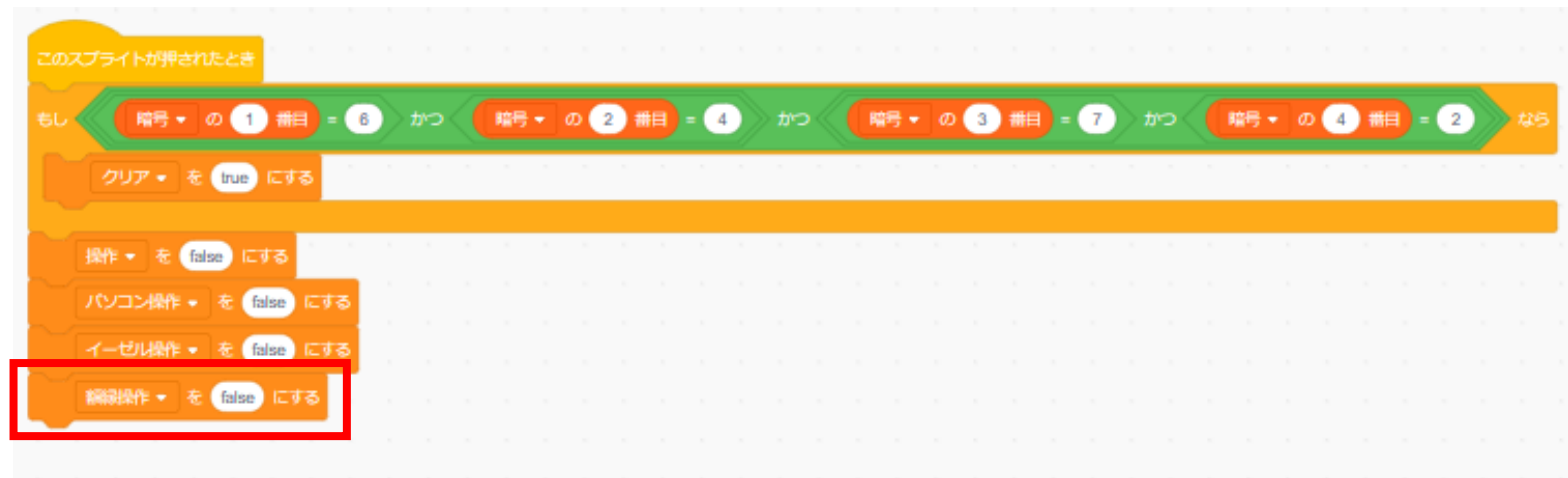 このスプライトが押されたとき
もし 暗号 の 1 番目 = 6 かつ 暗号 の 2 番目 = 4 かつ 暗号 の 3 番目 = 7 かつ 暗号 の 4 番目 = 2 なら
クリア を true にする
操作 を false にする
パソコン操作 を false にする
イーゼル操作 を false にする
額縁操作 を false にする